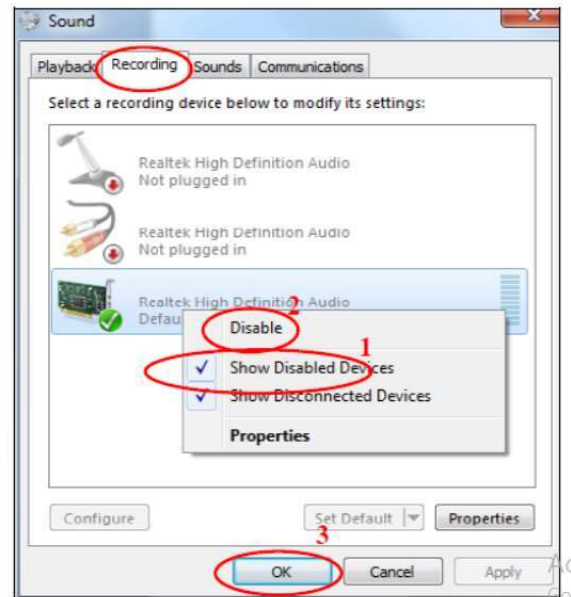 Sound
Playback Recording Sounds Communications
Select a recording device below to modify its settings:
Realtek High Definition Audio
Not plugged in
Realtek High Definition Audio
Not plugged in
Realtek High Definition Audio
2
Defau
Disable
1
Show Disabled Devices
Show Disconnected Devices
Properties
Configure Set Default Properties
3
OK Cancel Apply